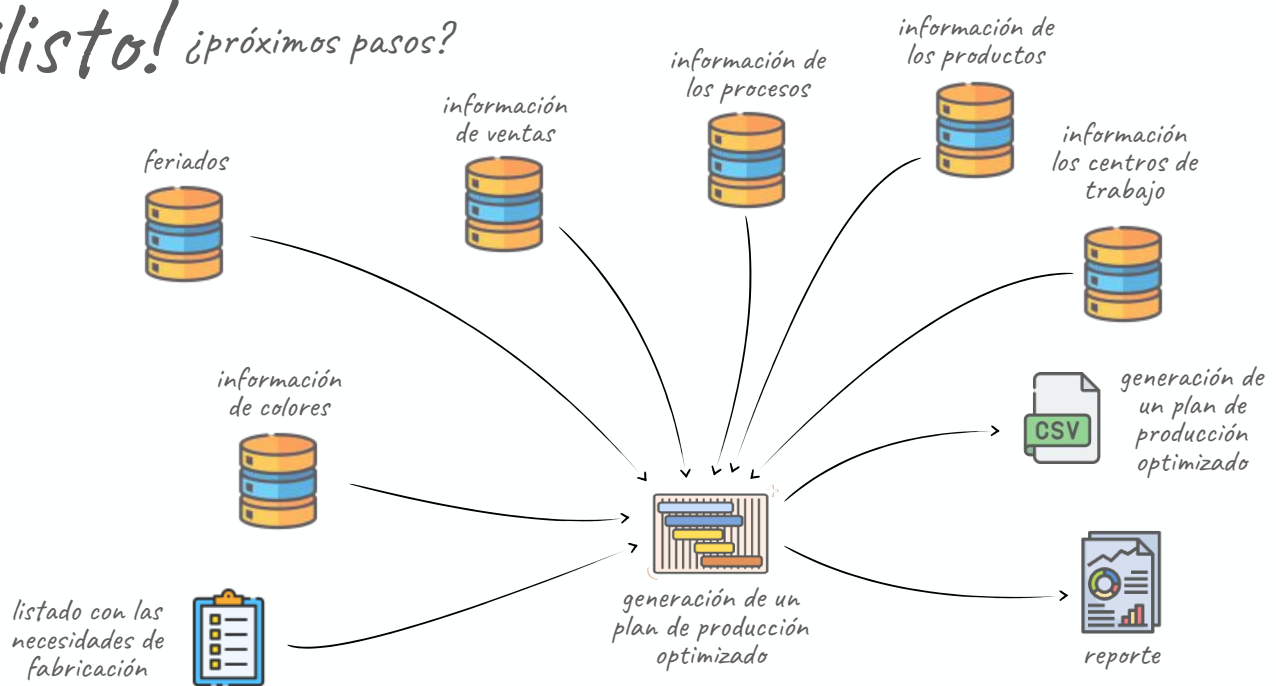 ¡listo! ¿próximos pasos?
información de
los productos
información de
los procesos
información
de ventas
información
los centros de
trabajo
feriados
información
de colores
CSV
generación de
un plan de
producción
optimizado
listado con las
necesidades de
fabricación
generación de un
plan de producción
optimizado
reporte